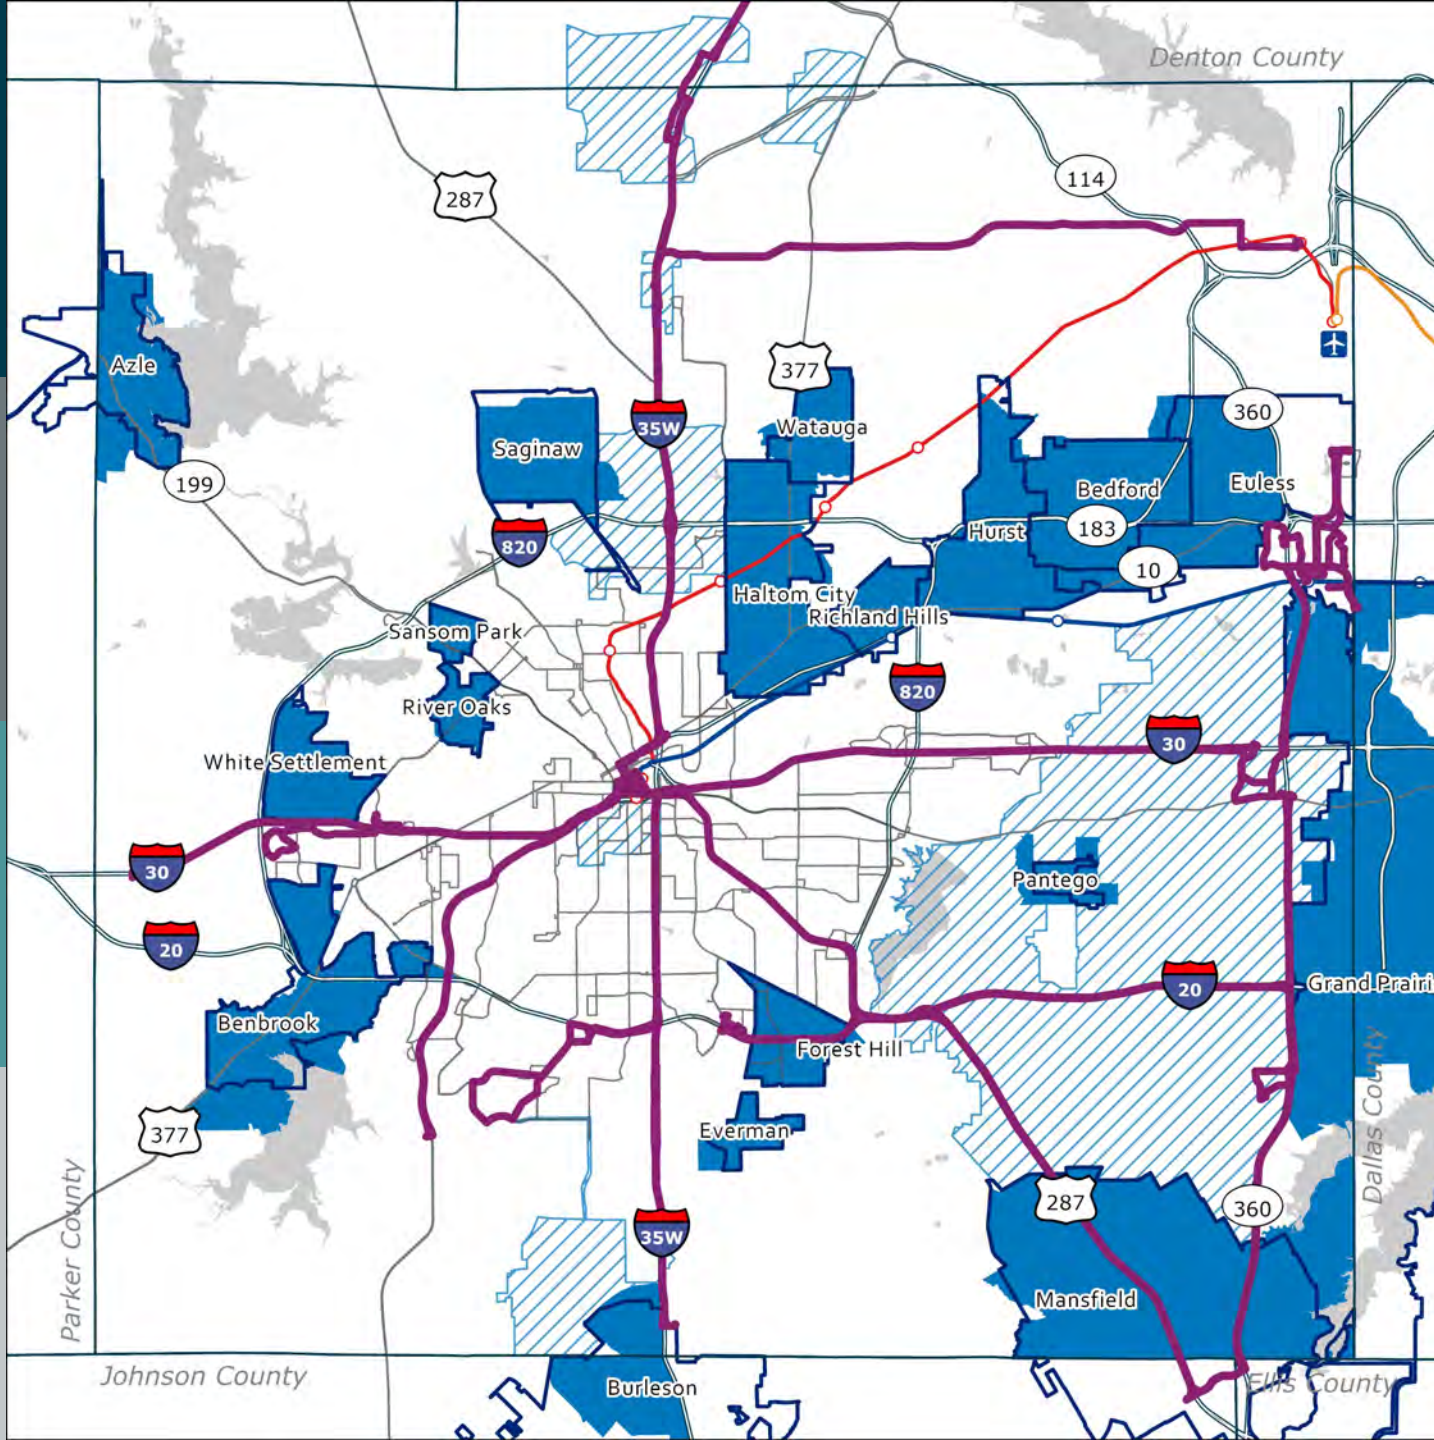 Denton County
114
287
377
Azle
360
35W
Watauga
Saginaw
199
Bedford
Euless
183
Hurst
820
10
Haltom City
Richland Hills
Sansom Park
820
River Oaks
30
White Settlement
30
Pantego
20
20
Grand Prairi
Benbrook
Forest Hill
Dallas County
377
Everman
287
360
35W
Parker County
Mansfield
Johnson County
Ellis County
Burleson